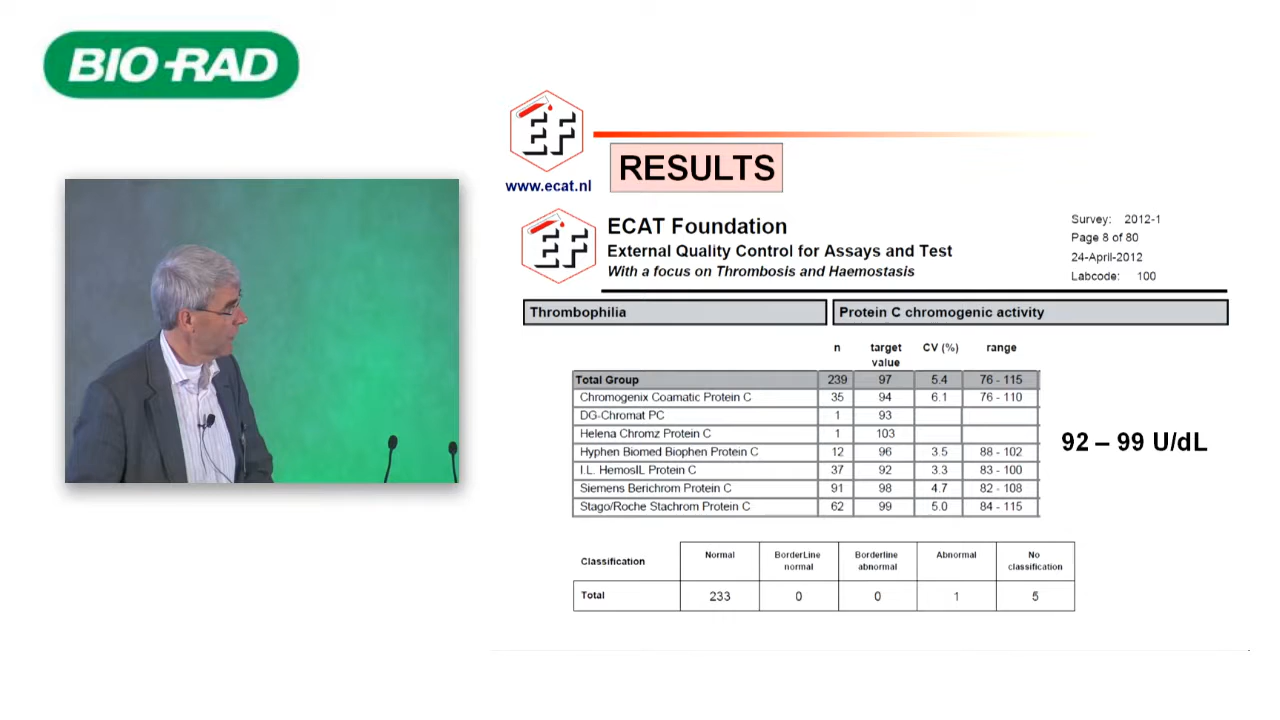 BIO-RAD
EF
www.ecat.nl
RESULTS
EF
ECAT Foundation
External Quality Control for Assays and Test
With a focus on Thrombosis and Haemostasis
Survey: 2012-1
Page 8 of 80
24-April-2012
Labcode: 100
Thrombophilia Protein C chromogenic activity
n target value CV (%) range
Total Group 239 97 5.4 76 - 115
Chromogenix Coamatic Protein C 35 94 6.1 76 - 110
DG-Chromat PC 1 93
Helena Chromz Protein C 1 103
Hyphen Biomed Biophen Protein C 12 96 3.5 88 - 102
I.L. HemosIL Protein C 37 92 3.3 83 - 100
Siemens Berichrom Protein C 91 98 4.7 82 - 108
Stago/Roche Stachrom Protein C 62 99 5.0 84 - 115
92 – 99 U/dL
Classification Normal BorderLine normal Borderline abnormal Abnormal No classification
Total 233 0 0 1 5